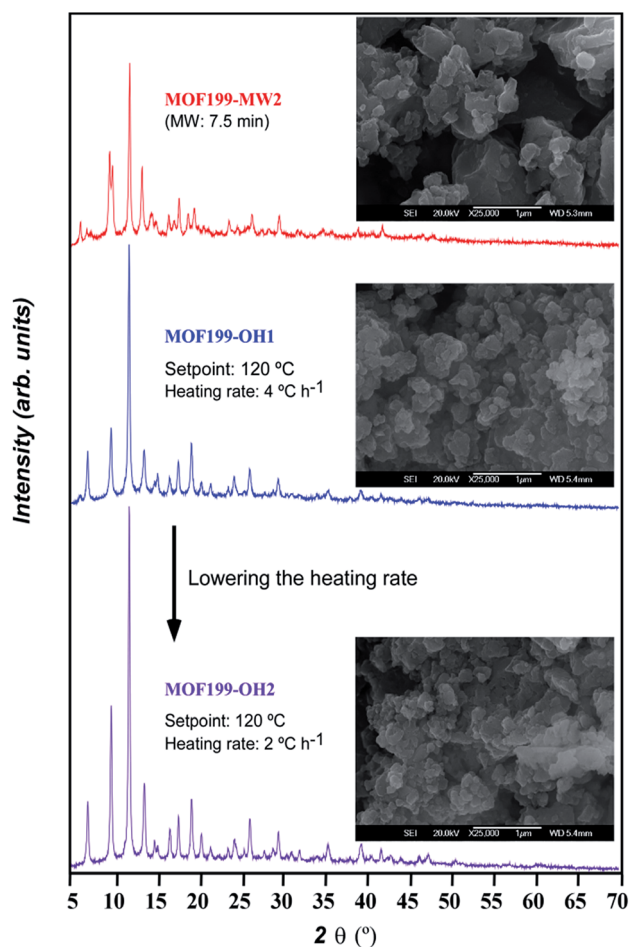 MOF199-MW2
(MW: 7.5 min)
SEI 20.0kV X25,000 1µm WD 5.3mm
MOF199-OH1
Setpoint: 120 ºC
Heating rate: 4 ºC h-1
SEI 20.0kV X25,000 1µm WD 5.4mm
Intensity (arb. units)
Lowering the heating rate
MOF199-OH2
Setpoint: 120 ºC
Heating rate: 2 ºC h-1
SEI 20.0kV X25,000 1µm WD 5.4mm
5 10 15 20 25 30 35 40 45 50 55 60 65 70
2 θ (º)